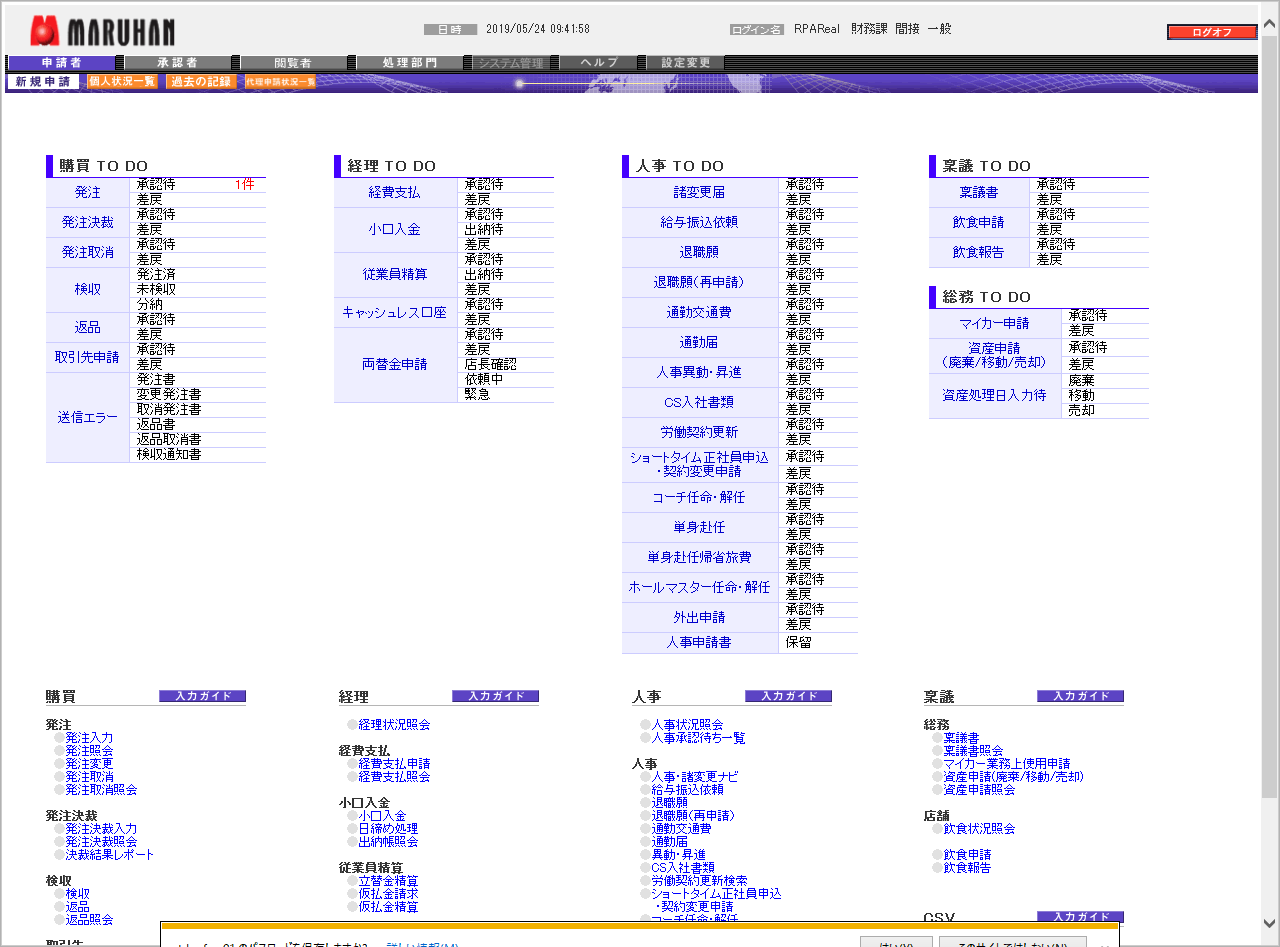 MARUHAN
日時 2019/05/24 09:41:58
ログイン名 RPAReal 財務課 間接 一般
ログオフ
申請者 承認者 閲覧者 処理部門 システム管理 ヘルプ 設定変更
新規申請 個人状況一覧 過去の記録 代理申請状況一覧
購買 TO DO
発注 承認待 1件
差戻
発注決裁 承認待
差戻
発注取消 承認待
差戻
検収 発注済
未検収
分納
返品 承認待
差戻
取引先申請 承認待
差戻
送信エラー 発注書
変更発注書
取消発注書
返品書
返品取消書
検収通知書
経理 TO DO
経費支払 承認待
差戻
小口入金 承認待
出納待
差戻
従業員精算 承認待
出納待
差戻
キャッシュレス口座 承認待
差戻
両替金申請 承認待
差戻
店長確認
依頼中
緊急
人事 TO DO
諸変更届 承認待
差戻
給与振込依頼 承認待
差戻
退職願 承認待
差戻
退職願(再申請) 承認待
差戻
通勤交通費 承認待
差戻
通勤届 承認待
差戻
人事異動・昇進 承認待
差戻
CS入社書類 承認待
差戻
労働契約更新 承認待
差戻
ショートタイム正社員申込
・契約変更申請 承認待
差戻
コーチ任命・解任 承認待
差戻
単身赴任 承認待
差戻
単身赴任帰省旅費 承認待
差戻
ホールマスター任命・解任 承認待
差戻
外出申請 承認待
差戻
人事申請書 保留
稟議 TO DO
稟議書 承認待
差戻
飲食申請 承認待
差戻
飲食報告 承認待
差戻
総務 TO DO
マイカー申請 承認待
差戻
資産申請
(廃棄/移動/売却) 承認待
差戻
資産処理日入力待 廃棄
移動
売却
購買 入力ガイド
発注
発注入力
発注照会
発注変更
発注取消
発注取消照会
発注決裁
発注決裁入力
発注決裁照会
決裁結果レポート
検収
検収
返品
返品照会
取引先
経理 入力ガイド
経理状況照会
経費支払
経費支払申請
経費支払照会
小口入金
小口入金
日締め処理
出納帳照会
従業員精算
立替金精算
仮払金請求
仮払金精算
人事 入力ガイド
人事状況照会
人事承認待ち一覧
人事
人事・諸変更ナビ
給与振込依頼
退職願
退職願(再申請)
通勤交通費
通勤届
異動・昇進
CS入社書類
労働契約更新検索
ショートタイム正社員申込
・契約変更申請
コーチ任命・解任
稟議 入力ガイド
総務
稟議書
稟議書照会
マイカー業務上使用申請
資産申請(廃棄/移動/売却)
資産申請照会
店舗
飲食状況照会
飲食申請
飲食報告
CSV 入力ガイド